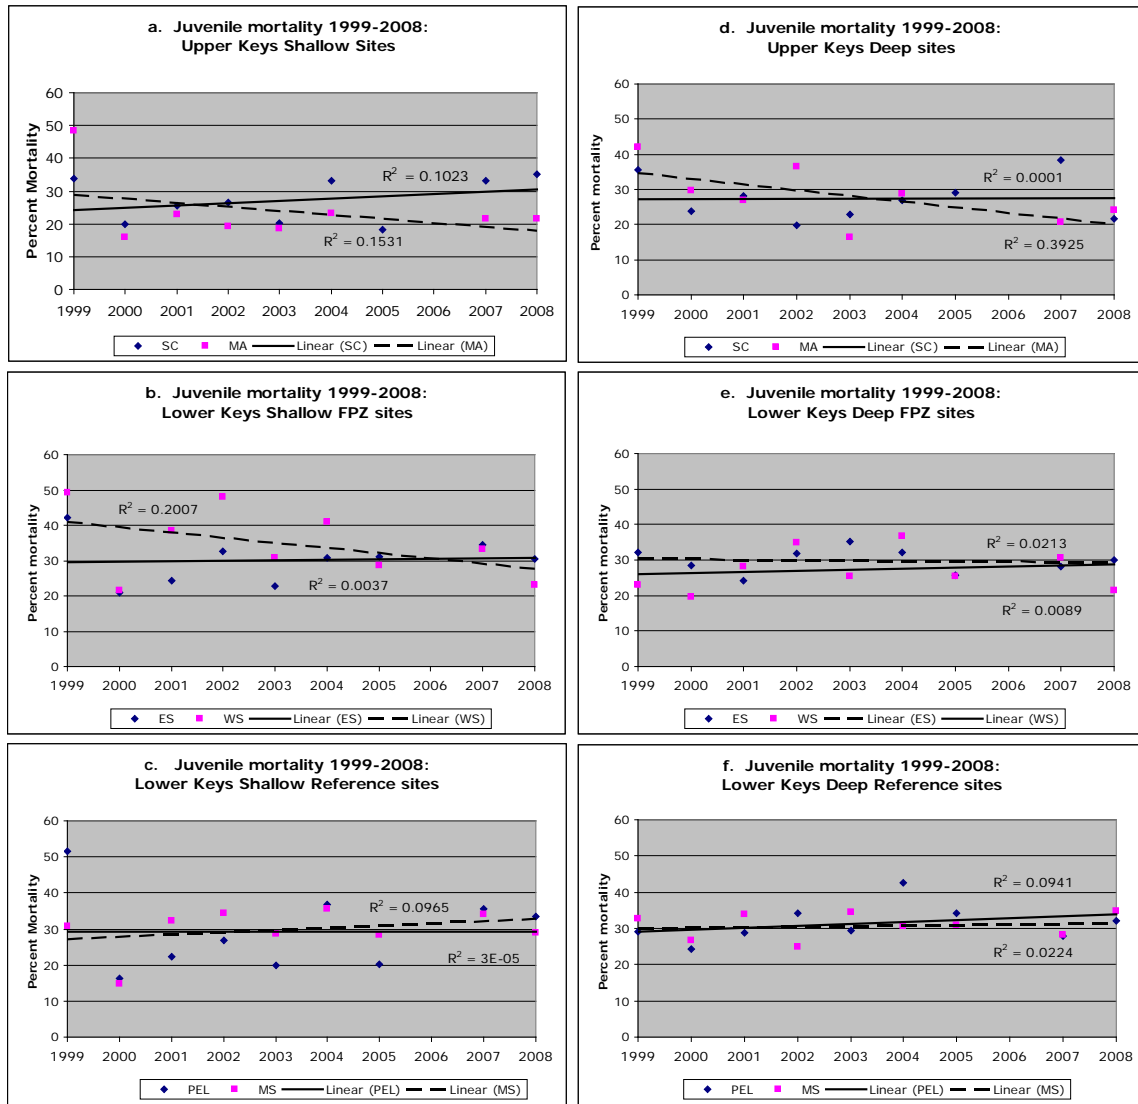 a. Juvenile mortality 1999-2008:
Upper Keys Shallow Sites
Percent Mortality
60
50
40
30
20
10
0
R² = 0.1023
R² = 0.1531
1999 2000 2001 2002 2003 2004 2005 2006 2007 2008
SC MA Linear (SC) Linear (MA)
d. Juvenile mortality 1999-2008:
Upper Keys Deep sites
Percent mortality
60
50
40
30
20
10
0
R² = 0.0001
R² = 0.3925
1999 2000 2001 2002 2003 2004 2005 2006 2007 2008
SC MA Linear (SC) Linear (MA)
b. Juvenile mortality 1999-2008:
Lower Keys Shallow FPZ sites
Percent mortality
60
50
40
30
20
10
0
R² = 0.2007
R² = 0.0037
1999 2000 2001 2002 2003 2004 2005 2006 2007 2008
ES WS Linear (ES) Linear (WS)
e. Juvenile mortality 1999-2008:
Lower Keys Deep FPZ sites
Percent mortality
60
50
40
30
20
10
0
R² = 0.0213
R² = 0.0089
1999 2000 2001 2002 2003 2004 2005 2006 2007 2008
ES WS Linear (ES) Linear (WS)
c. Juvenile mortality 1999-2008:
Lower Keys Shallow Reference sites
Percent Mortality
60
50
40
30
20
10
0
R² = 0.0965
R² = 3E-05
1999 2000 2001 2002 2003 2004 2005 2006 2007 2008
PEL MS Linear (PEL) Linear (MS)
f. Juvenile mortality 1999-2008:
Lower Keys Deep Reference sites
Percent Mortality
60
50
40
30
20
10
0
R² = 0.0941
R² = 0.0224
1999 2000 2001 2002 2003 2004 2005 2006 2007 2008
PEL MS Linear (PEL) Linear (MS)